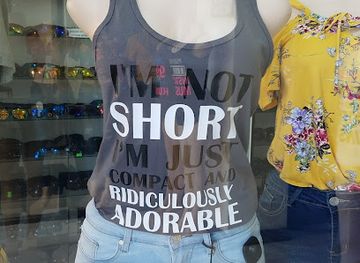 I'M NOT
SHORT
I'M JUST
COMPACT AND
RIDICULOUSLY
ADORABLE